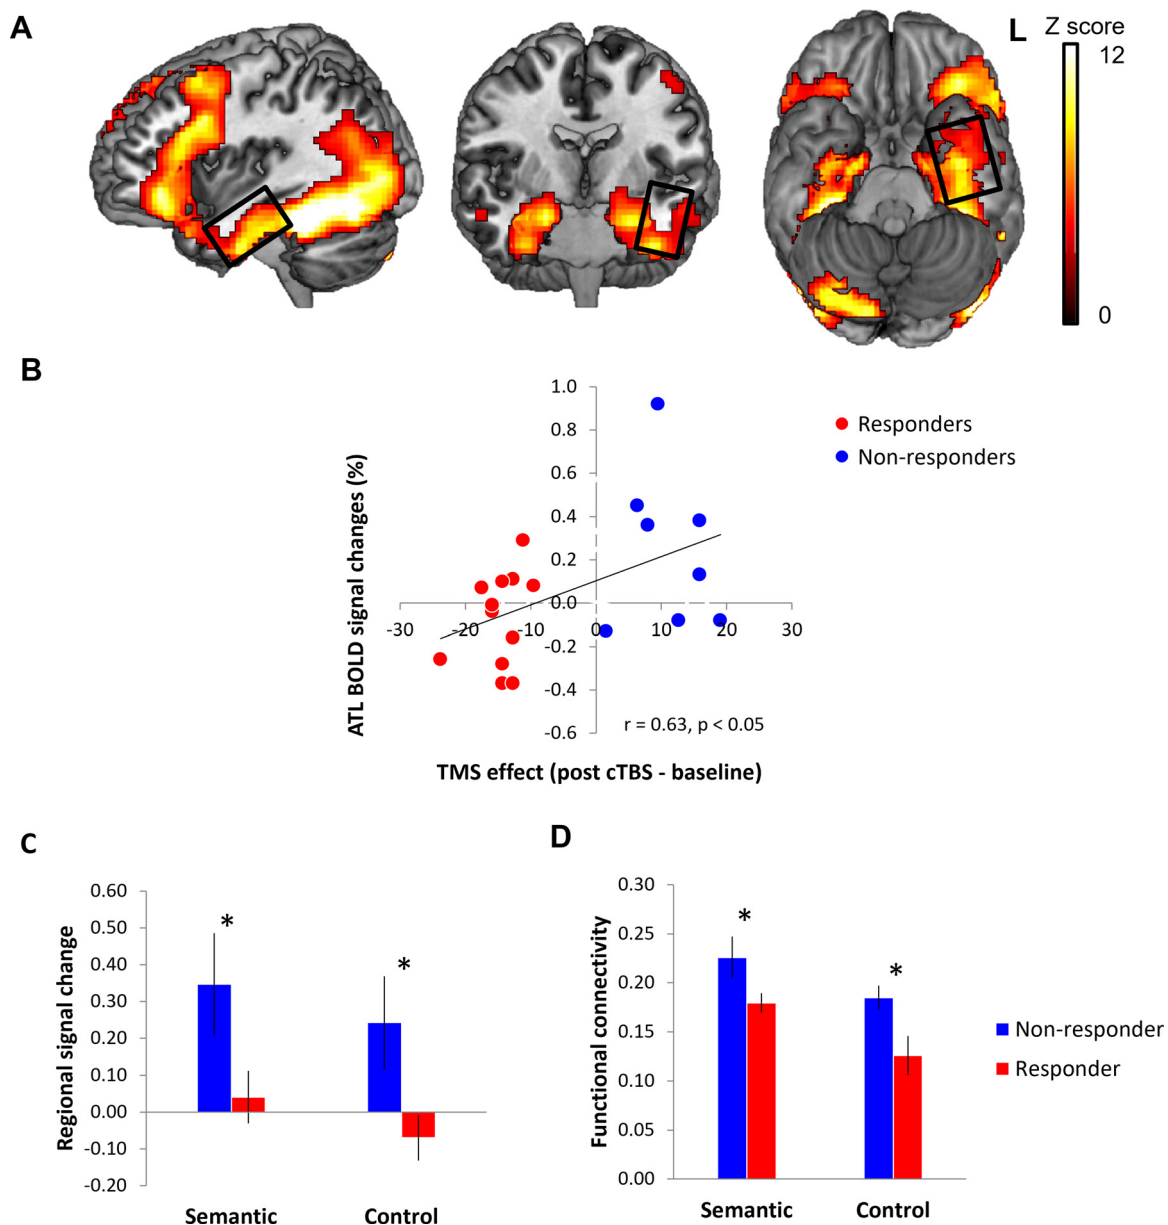 A
L
Z score
12
0
B
1.0
0.8
0.6
0.4
0.2
0.0
-0.2
-0.4
-0.6
-30
-20
-10
0
10
20
30
ATL BOLD signal changes (%)
TMS effect (post cTBS - baseline)
r = 0.63, p < 0.05
Responders
Non-responders
C
0.60
0.50
0.40
0.30
0.20
0.10
0.00
-0.10
-0.20
Regional signal change
*
*
Semantic
Control
D
0.30
0.25
0.20
0.15
0.10
0.05
0.00
Functional connectivity
*
*
Semantic
Control
Non-responder
Responder